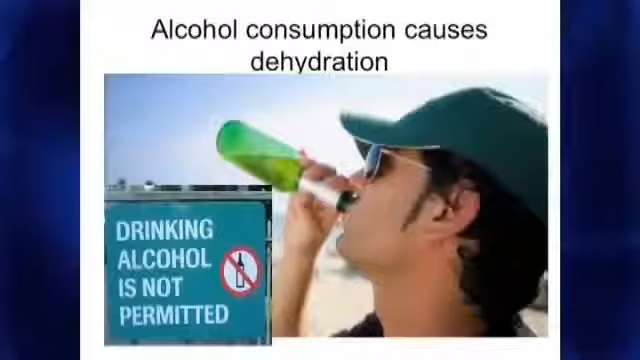 Alcohol consumption causes
dehydration
DRINKING
ALCOHOL
IS NOT
PERMITTED